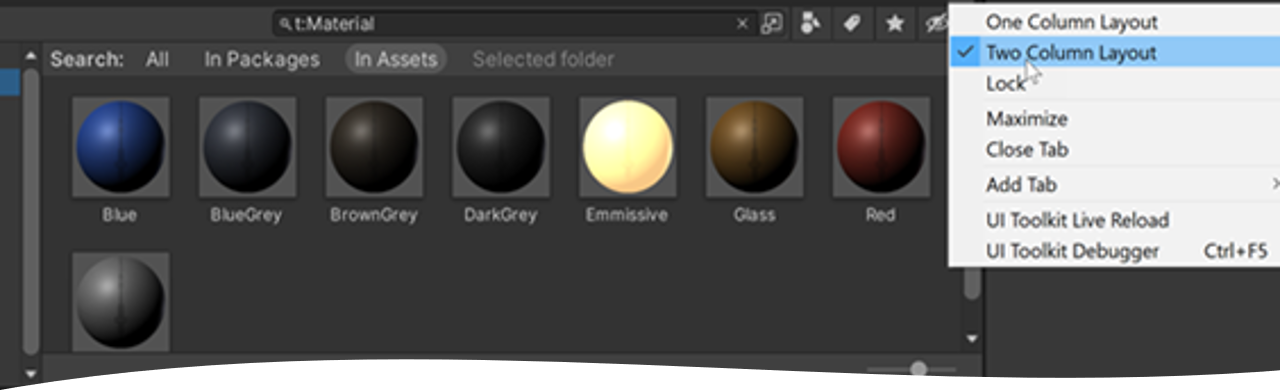 t:Material
Search: All In Packages In Assets Selected folder
Blue BlueGrey BrownGrey DarkGrey Emmissive Glass Red
One Column Layout
Two Column Layout
Lock
Maximize
Close Tab
Add Tab
UI Toolkit Live Reload
UI Toolkit Debugger Ctrl+F5